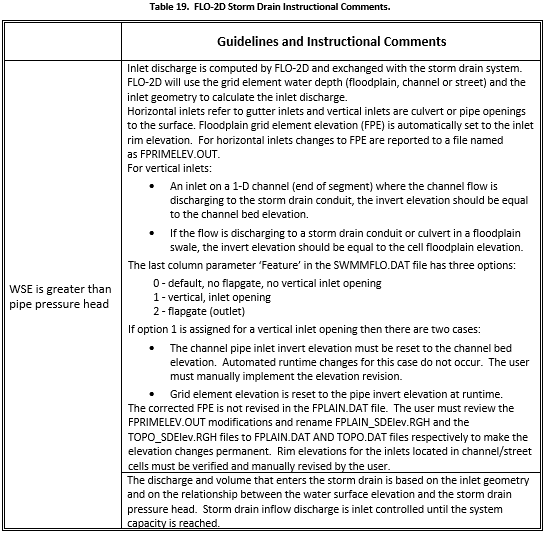 Table 19.  FLO-2D Storm Drain Instructional Comments.
Guidelines and Instructional Comments
WSE is greater than
pipe pressure head
Inlet discharge is computed by FLO-2D and exchanged with the storm drain system.
FLO-2D will use the grid element water depth (floodplain, channel or street) and the
inlet geometry to calculate the inlet discharge.
Horizontal inlets refer to gutter inlets and vertical inlets are culvert or pipe openings
to the surface. Floodplain grid element elevation (FPE) is automatically set to the inlet
rim elevation.  For horizontal inlets changes to FPE are reported to a file named
as FPRIMELEV.OUT.
For vertical inlets:
• An inlet on a 1-D channel (end of segment) where the channel flow is
discharging to the storm drain conduit, the invert elevation should be equal
to the channel bed elevation.
• If the flow is discharging to a storm drain conduit or culvert in a floodplain
swale, the invert elevation should be equal to the cell floodplain elevation.
The last column parameter ‘Feature’ in the SWMMFLO.DAT file has three options:
0 - default, no flapgate, no vertical inlet opening
1 - vertical, inlet opening
2 - flapgate (outlet)
If option 1 is assigned for a vertical inlet opening then there are two cases:
• The channel pipe inlet invert elevation must be reset to the channel bed
elevation.  Automated runtime changes for this case do not occur.  The user
must manually implement the elevation revision.
• Grid element elevation is reset to the pipe invert elevation at runtime.
The corrected FPE is not revised in the FPLAIN.DAT file.  The user must review the
FPRIMELEV.OUT modifications and rename FPLAIN_SDElev.RGH and the
TOPO_SDElev.RGH files to FPLAIN.DAT AND TOPO.DAT files respectively to make the
elevation changes permanent.  Rim elevations for the inlets located in channel/street
cells must be verified and manually revised by the user.
The discharge and volume that enters the storm drain is based on the inlet geometry
and on the relationship between the water surface elevation and the storm drain
pressure head.  Storm drain inflow discharge is inlet controlled until the system
capacity is reached.